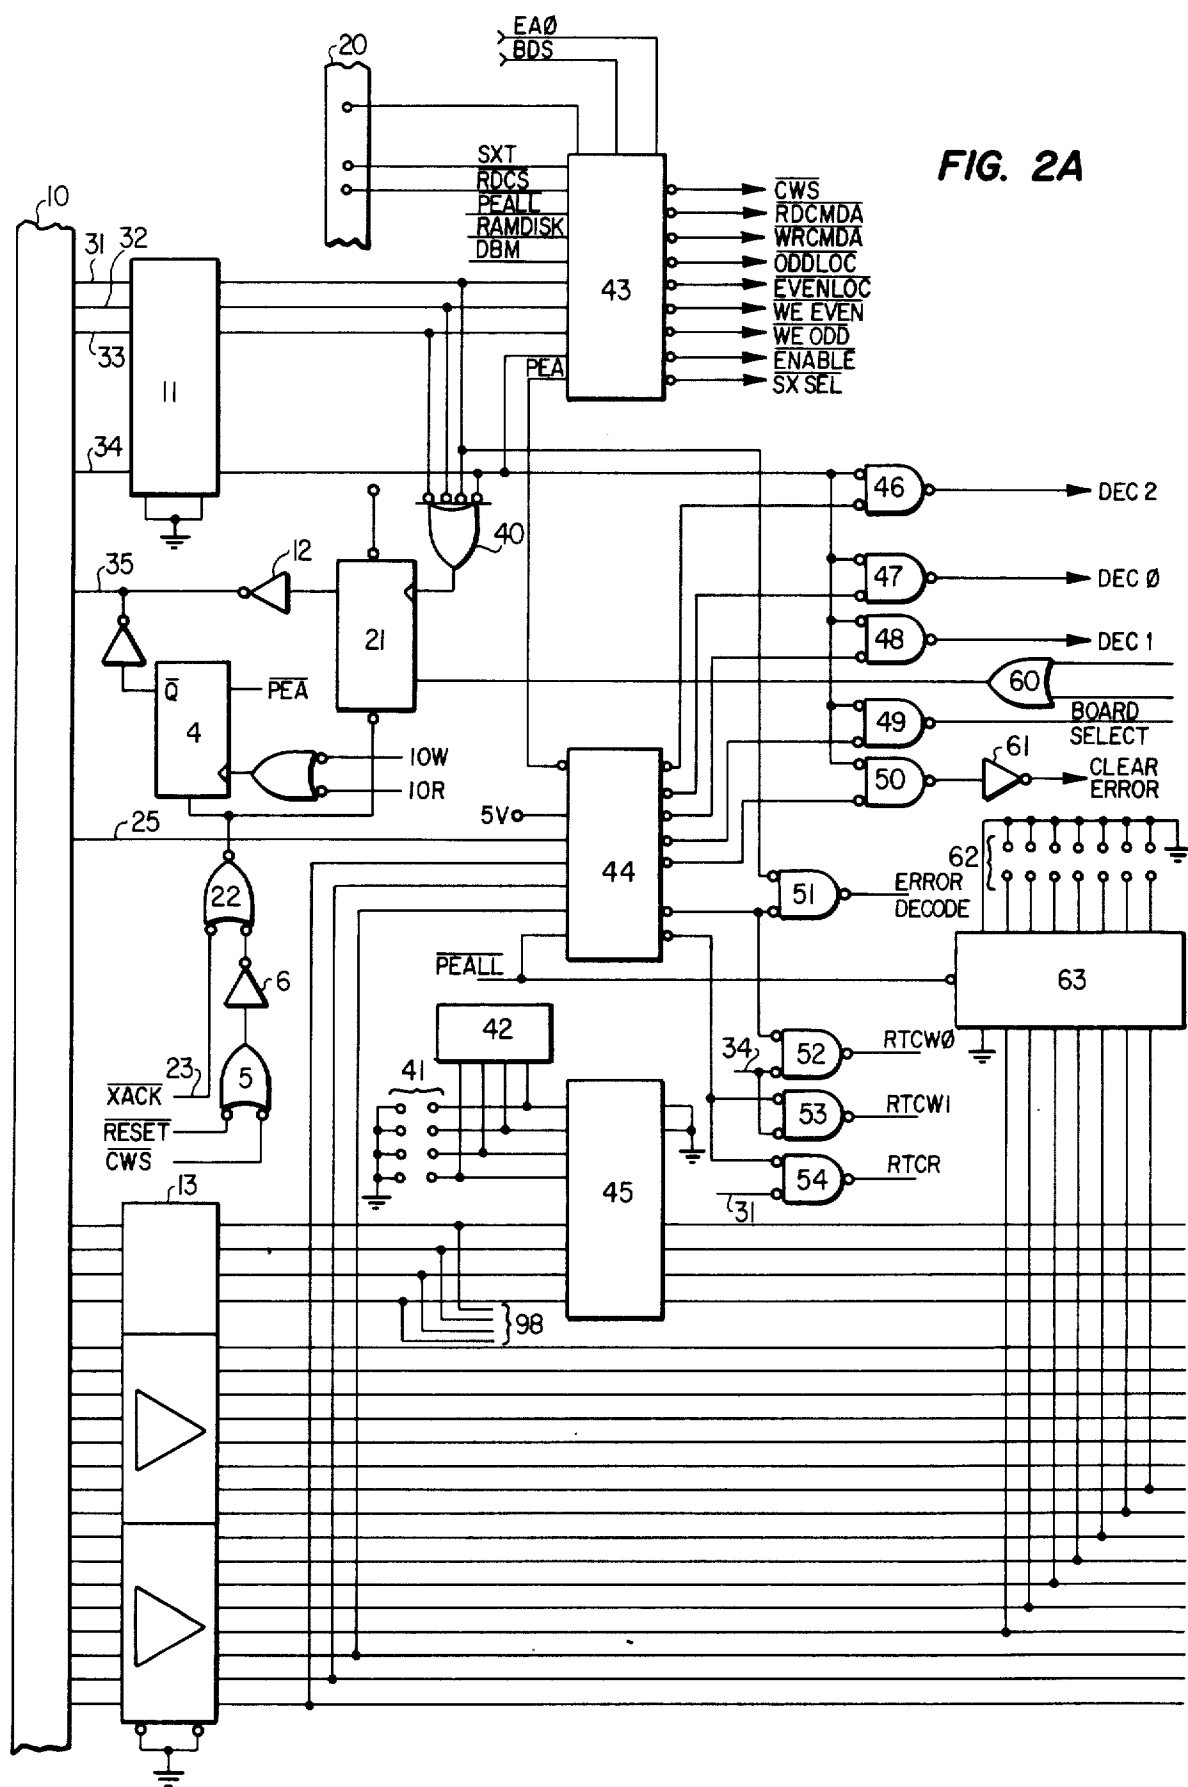 20
EAØ
BDS
FIG. 2A
SXT
RDCS
PEALL
RAMDISK
DBM
CWS
RDCMDA
WRCMDA
ODDLOC
EVENLOC
WE EVEN
WE ODD
ENABLE
SX SEL
10
31
32
33
43
11
PEA
34
46
DEC 2
40
12
35
47
DEC Ø
21
48
DEC 1
Q
PEA
60
4
49
BOARD
SELECT
10W
10R
50
61
CLEAR
ERROR
25
5V
44
62
22
51
ERROR
DECODE
PEALL
63
6
42
34
52
RTCWØ
41
23
5
XACK
53
RTCW1
RESET
CWS
54
RTCR
13
45
31
98